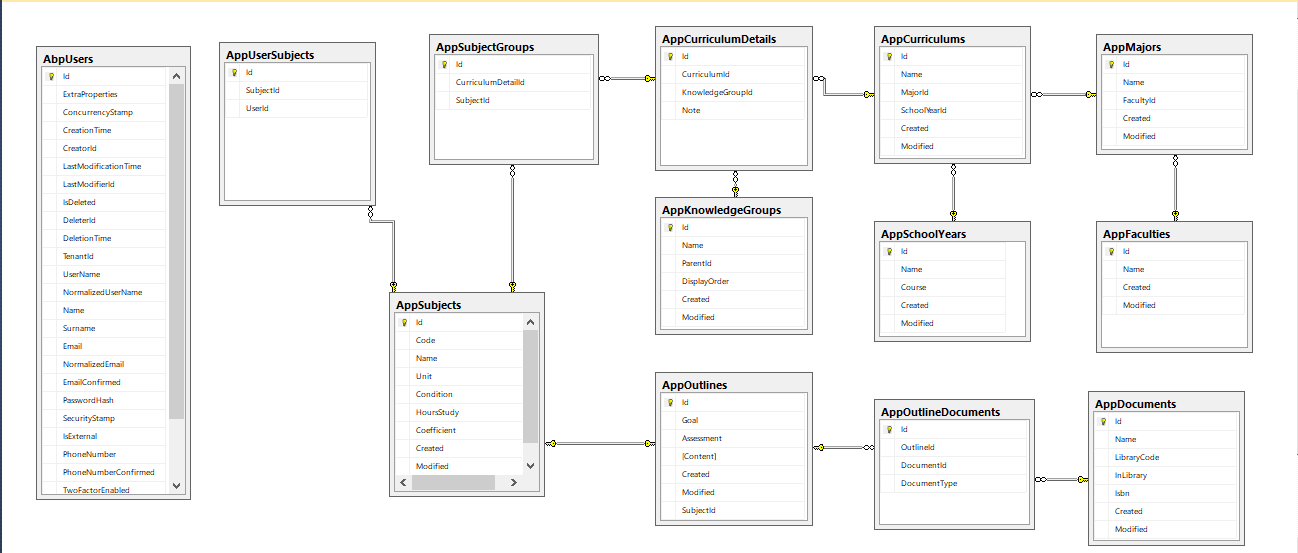 AbpUsers
Id
ExtraProperties
ConcurrencyStamp
CreationTime
CreatorId
LastModificationTime
LastModifierId
IsDeleted
DeleterId
DeletionTime
TenantId
UserName
NormalizedUserName
Name
Surname
Email
NormalizedEmail
EmailConfirmed
PasswordHash
SecurityStamp
IsExternal
PhoneNumber
PhoneNumberConfirmed
TwoFactorEnabled
AppUserSubjects
Id
SubjectId
UserId
AppSubjectGroups
Id
CurriculumDetailId
SubjectId
AppCurriculumDetails
Id
CurriculumId
KnowledgeGroupId
Note
AppCurriculums
Id
Name
MajorId
SchoolYearId
Created
Modified
AppMajors
Id
Name
FacultyId
Created
Modified
AppKnowledgeGroups
Id
Name
ParentId
DisplayOrder
Created
Modified
AppSchoolYears
Id
Name
Course
Created
Modified
AppFaculties
Id
Name
Created
Modified
AppSubjects
Id
Code
Name
Unit
Condition
HoursStudy
Coefficient
Created
Modified
AppOutlines
Id
Goal
Assessment
[Content]
Created
Modified
SubjectId
AppOutlineDocuments
Id
OutlineId
DocumentId
DocumentType
AppDocuments
Id
Name
LibraryCode
InLibrary
Isbn
Created
Modified